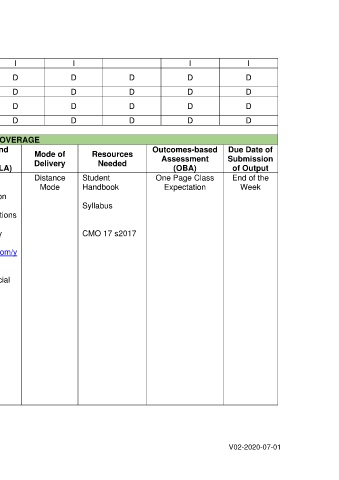 I I I I
D D D D D
D D D D D
D D D D D
D D D D D
OVERAGE
nd
LA)
Mode of
Delivery
Resources
Needed
Outcomes-based
Assessment
(OBA)
Due Date of
Submission
of Output
on
tions
y
om/y
cial
Distance
Mode
Student
Handbook
Syllabus
CMO 17 s2017
One Page Class
Expectation
End of the
Week
V02-2020-07-01